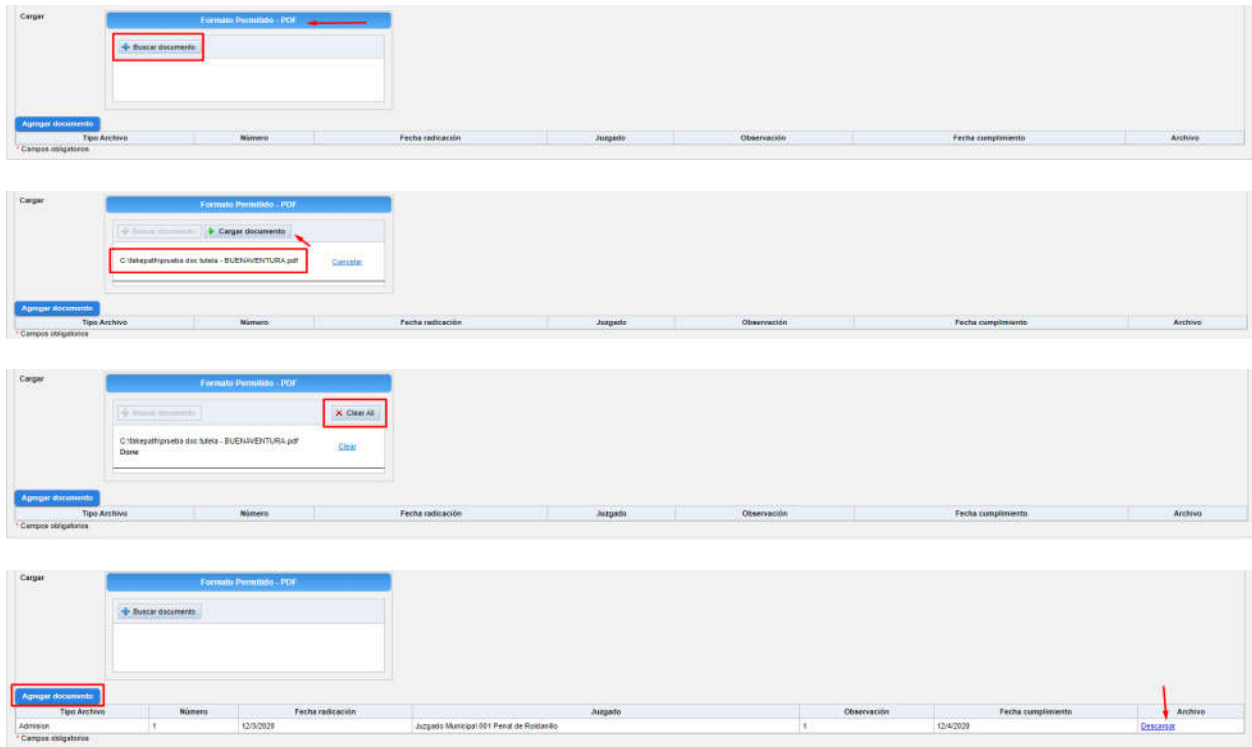 Cargar
Formato Permitido - PDF
Buscar documento
Agregar documento
Tipo Archivo Número Fecha radicación Juzgado Observación Fecha cumplimiento Archivo
* Campos obligatorios
Cargar
Formato Permitido - PDF
Buscar documento Cargar documento
C:\fakepath\prueba doc tutela - BUENAVENTURA.pdf Cancelar
Agregar documento
Tipo Archivo Número Fecha radicación Juzgado Observación Fecha cumplimiento Archivo
* Campos obligatorios
Cargar
Formato Permitido - PDF
Buscar documento Clear All
C:\fakepath\prueba doc tutela - BUENAVENTURA.pdf Clear
Done
Agregar documento
Tipo Archivo Número Fecha radicación Juzgado Observación Fecha cumplimiento Archivo
* Campos obligatorios
Cargar
Formato Permitido - PDF
Buscar documento
Agregar documento
Tipo Archivo Número Fecha radicación Juzgado Observación Fecha cumplimiento Archivo
Admision 1 12/3/2020 Juzgado Municipal 001 Penal de Roldanillo 1 12/4/2020 Descargar
* Campos obligatorios